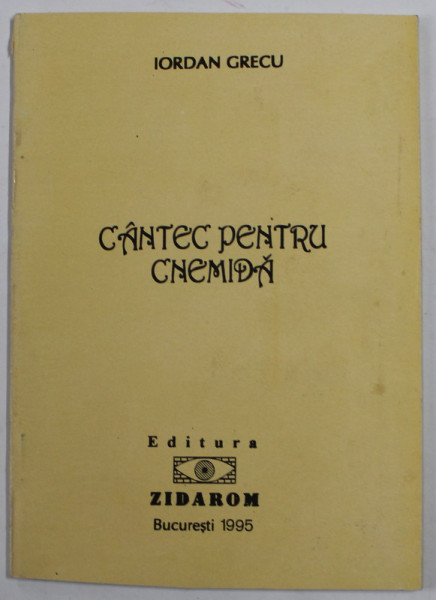 IORDAN GRECU
CÂNTEC PENTRU
CNEMIDĂ
Editura
ZIDAROM
București 1995